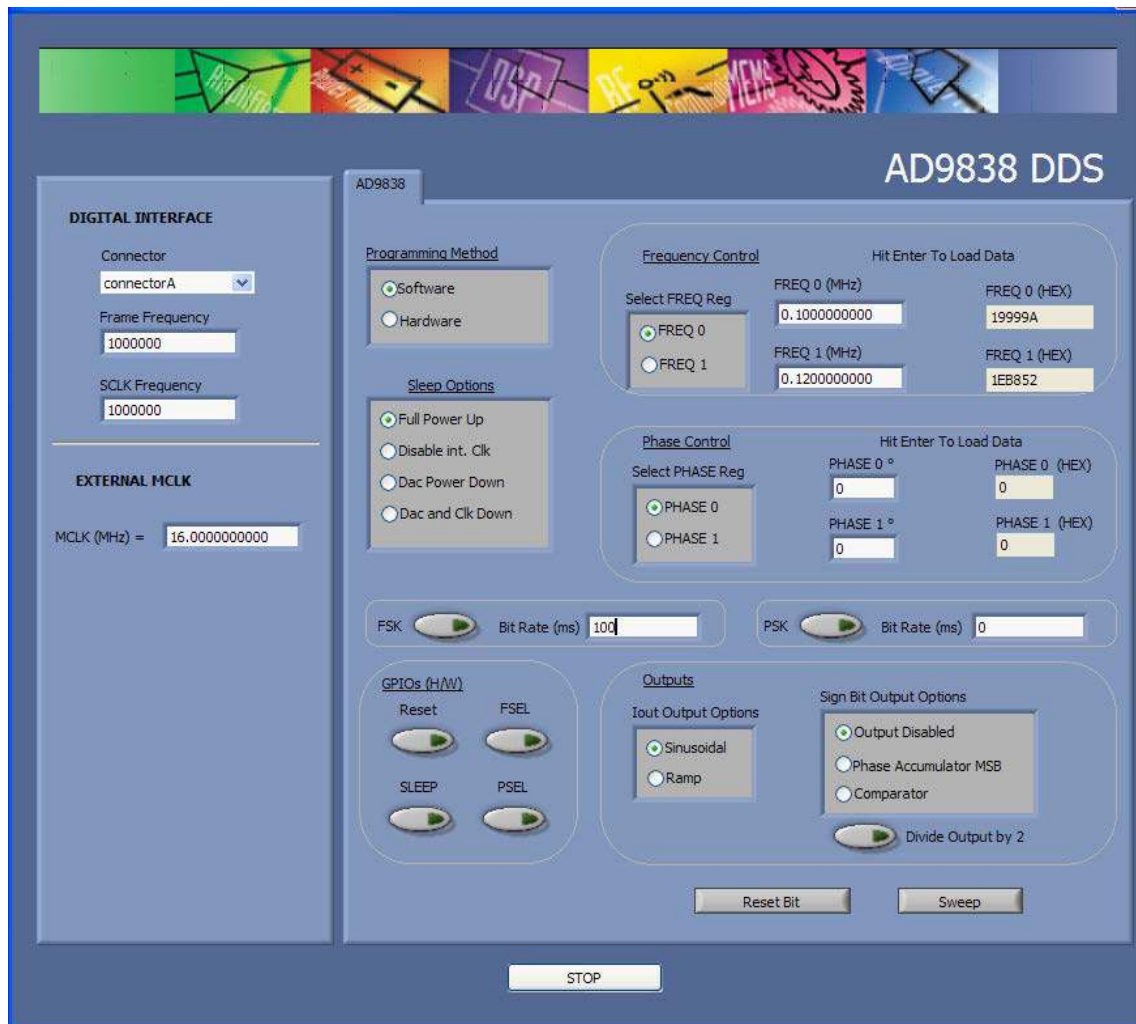 Amplifier
Power
DSP
RF
MEMS
AD9838 DDS
DIGITAL INTERFACE
Connector
connectorA
Frame Frequency
1000000
SCLK Frequency
1000000
EXTERNAL MCLK
MCLK (MHz) = 16.0000000000
AD9838
Programming Method
Software
Hardware
Sleep Options
Full Power Up
Disable int. Clk
Dac Power Down
Dac and Clk Down
Frequency Control
Hit Enter To Load Data
Select FREQ Reg
FREQ 0
FREQ 1
FREQ 0 (MHz)
0.1000000000
FREQ 1 (MHz)
0.1200000000
FREQ 0 (HEX)
19999A
FREQ 1 (HEX)
1EB852
Phase Control
Hit Enter To Load Data
Select PHASE Reg
PHASE 0
PHASE 1
PHASE 0 °
0
PHASE 1 °
0
PHASE 0 (HEX)
0
PHASE 1 (HEX)
0
FSK Bit Rate (ms) 100
PSK Bit Rate (ms) 0
GPIOs (H/W)
Reset FSEL
SLEEP PSEL
Outputs
Iout Output Options
Sinusoidal
Ramp
Sign Bit Output Options
Output Disabled
Phase Accumulator MSB
Comparator
Divide Output by 2
Reset Bit
Sweep
STOP